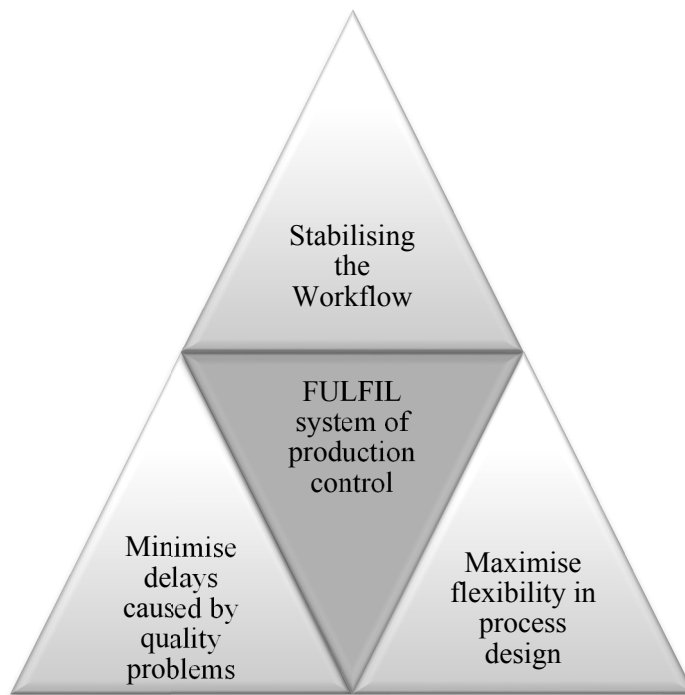 Stabilising
the
Workflow
FULFIL
system of
production
control
Minimise
delays
caused by
quality
problems
Maximise
flexibility in
process
design